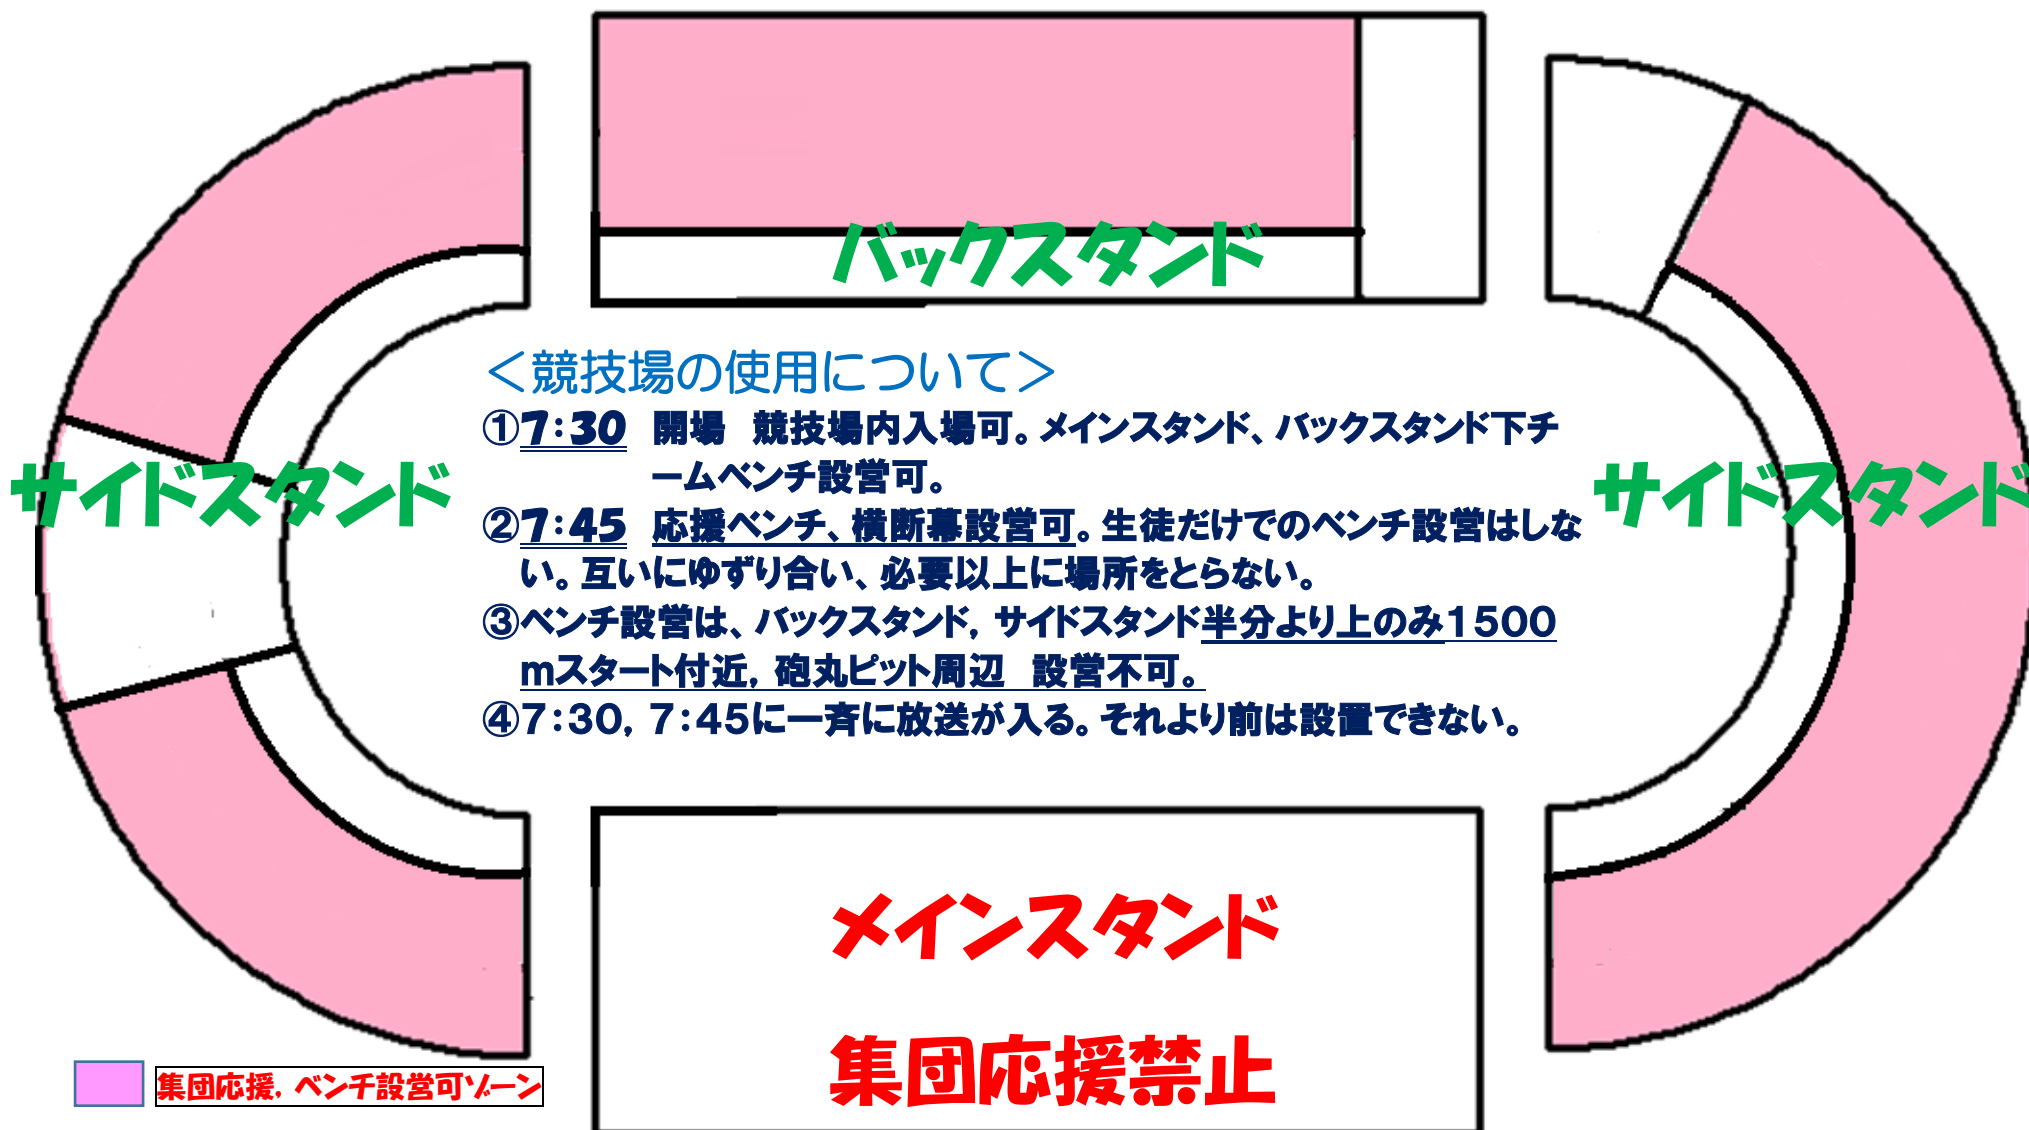 バックスタンド
＜競技場の使用について＞
①7:30　開場　競技場内入場可。メインスタンド、バックスタンド下チ
ームベンチ設営可。
サイドスタンド
サイドスタンド
②7:45　応援ベンチ、横断幕設営可。生徒だけでのベンチ設営はしな
い。互いにゆずり合い、必要以上に場所をとらない。
③ベンチ設営は、バックスタンド，サイドスタンド半分より上のみ1500
mスタート付近，砲丸ピット周辺　設営不可。
④7:30，7:45に一斉に放送が入る。それより前は設置できない。
メインスタンド
集団応援禁止
集団応援，ベンチ設営可ゾーン